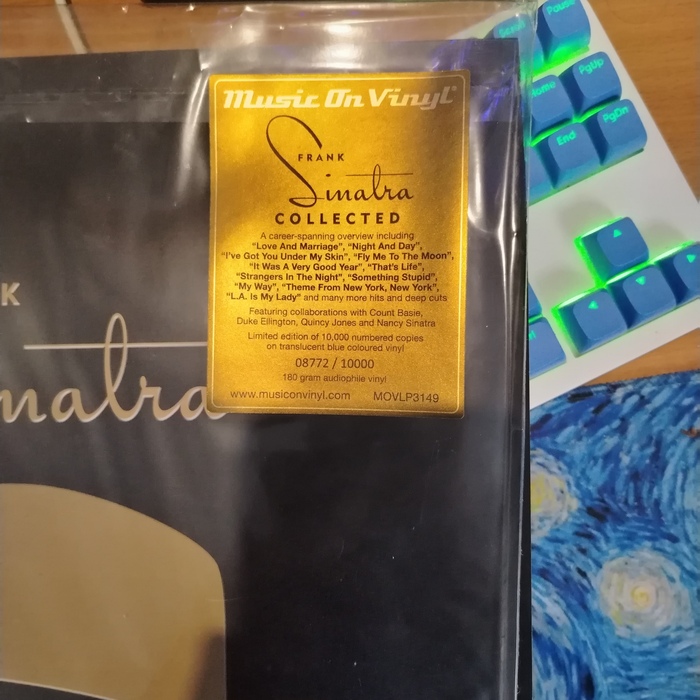 Music On Vinyl
FRANK
Sinatra
COLLECTED
A career-spanning overview including
"Love And Marriage", "Night And Day",
"I've Got You Under My Skin", "Fly Me To The Moon",
"It Was A Very Good Year", "That's Life",
"Strangers In The Night", "Something Stupid",
"My Way", "Theme From New York, New York",
"L.A. Is My Lady" and many more hits and deep cuts
Featuring collaborations with Count Basie,
Duke Ellington, Quincy Jones and Nancy Sinatra
Limited edition of 10,000 numbered copies
on translucent blue coloured vinyl
08772 / 10000
180 gram audiophile vinyl
www.musiconvinyl.com MOVLP3149
K
natra
Pause
Home
PgUp
End
PgDn